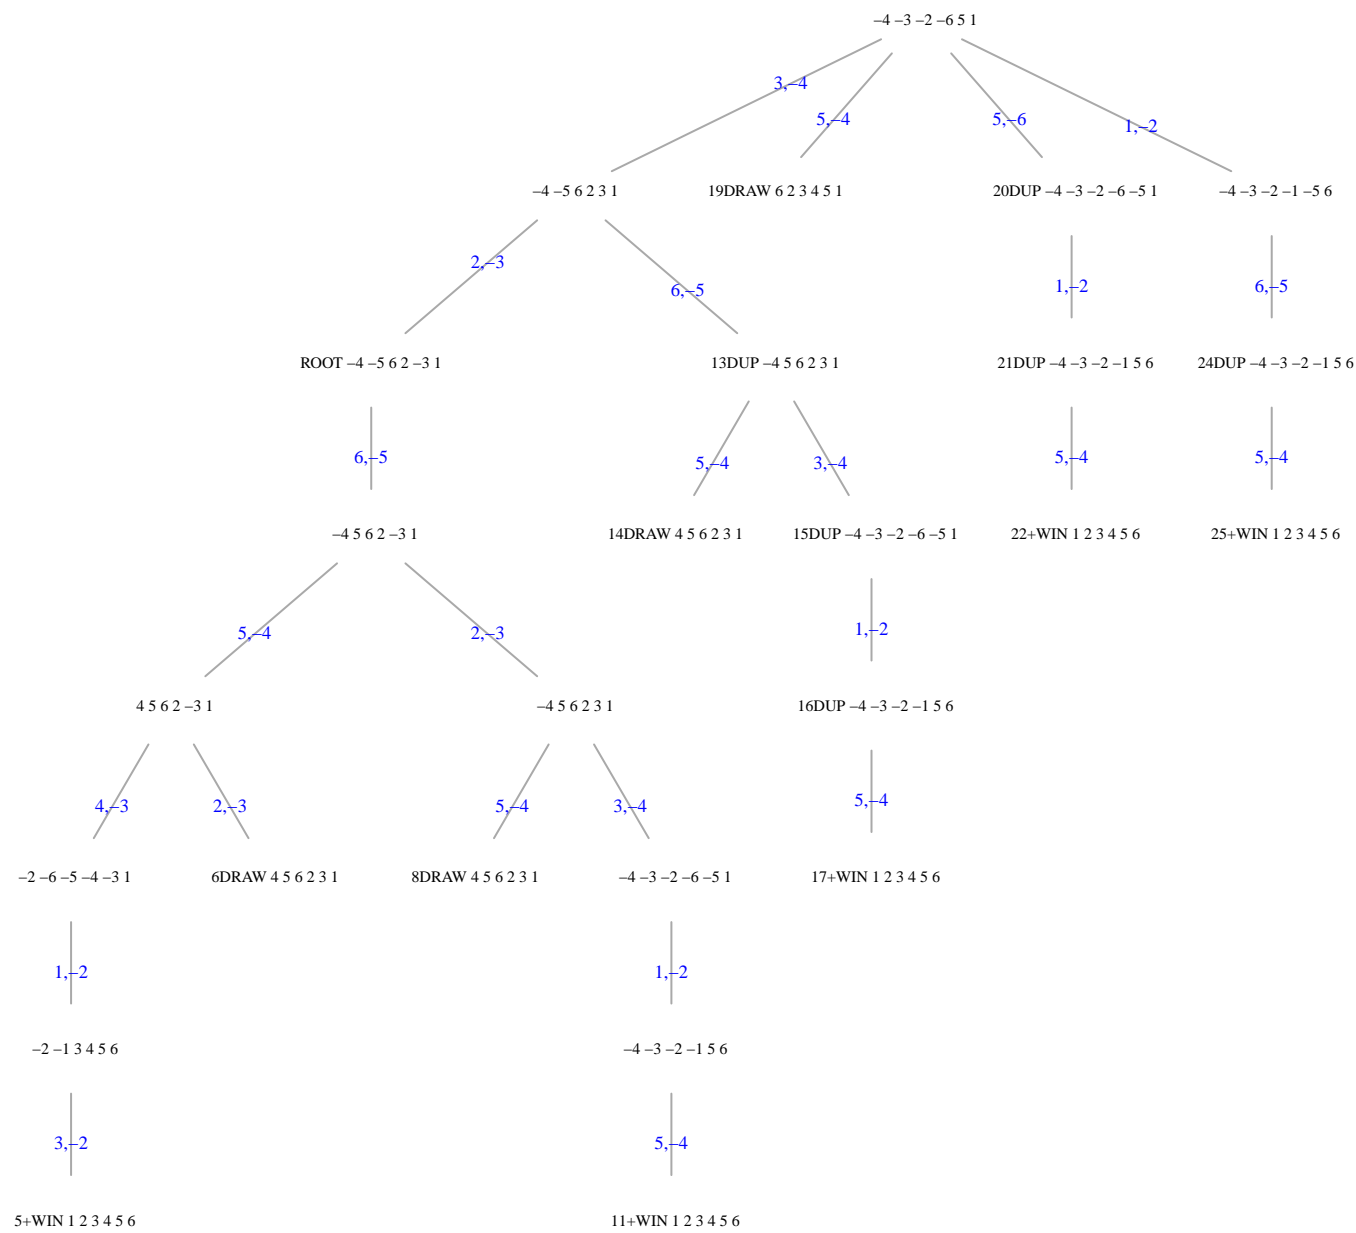 −4 −3 −2 −6 5 1
3,−4
5,−4
5,−6
1,−2
−4 −5 6 2 3 1
19DRAW 6 2 3 4 5 1
20DUP −4 −3 −2 −6 −5 1
−4 −3 −2 −1 −5 6
2,−3
6,−5
1,−2
6,−5
ROOT −4 −5 6 2 −3 1
13DUP −4 5 6 2 3 1
21DUP −4 −3 −2 −1 5 6
24DUP −4 −3 −2 −1 5 6
6,−5
5,−4
3,−4
5,−4
5,−4
−4 5 6 2 −3 1
14DRAW 4 5 6 2 3 1
15DUP −4 −3 −2 −6 −5 1
22+WIN 1 2 3 4 5 6
25+WIN 1 2 3 4 5 6
5,−4
2,−3
1,−2
4 5 6 2 −3 1
−4 5 6 2 3 1
16DUP −4 −3 −2 −1 5 6
4,−3
2,−3
5,−4
3,−4
5,−4
−2 −6 −5 −4 −3 1
6DRAW 4 5 6 2 3 1
8DRAW 4 5 6 2 3 1
−4 −3 −2 −6 −5 1
17+WIN 1 2 3 4 5 6
1,−2
1,−2
−2 −1 3 4 5 6
−4 −3 −2 −1 5 6
3,−2
5,−4
5+WIN 1 2 3 4 5 6
11+WIN 1 2 3 4 5 6